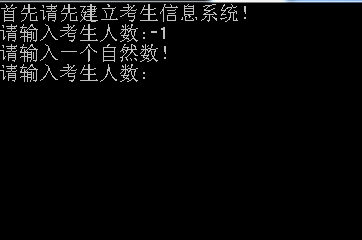 首先请先建立考生信息系统!
请输入考生人数:-1
请输入一个自然数!
请输入考生人数: